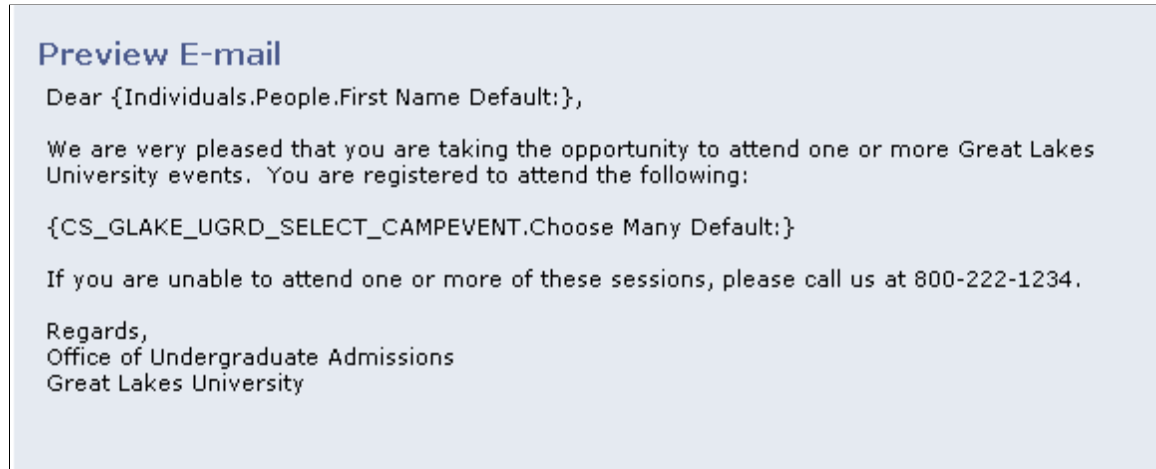 Preview E-mail
Dear {Individuals.People.First Name Default:},
We are very pleased that you are taking the opportunity to attend one or more Great Lakes
University events.  You are registered to attend the following:
{CS_GLAKE_UGRD_SELECT_CAMPEVENT.Choose Many Default:}
If you are unable to attend one or more of these sessions, please call us at 800-222-1234.
Regards,
Office of Undergraduate Admissions
Great Lakes University